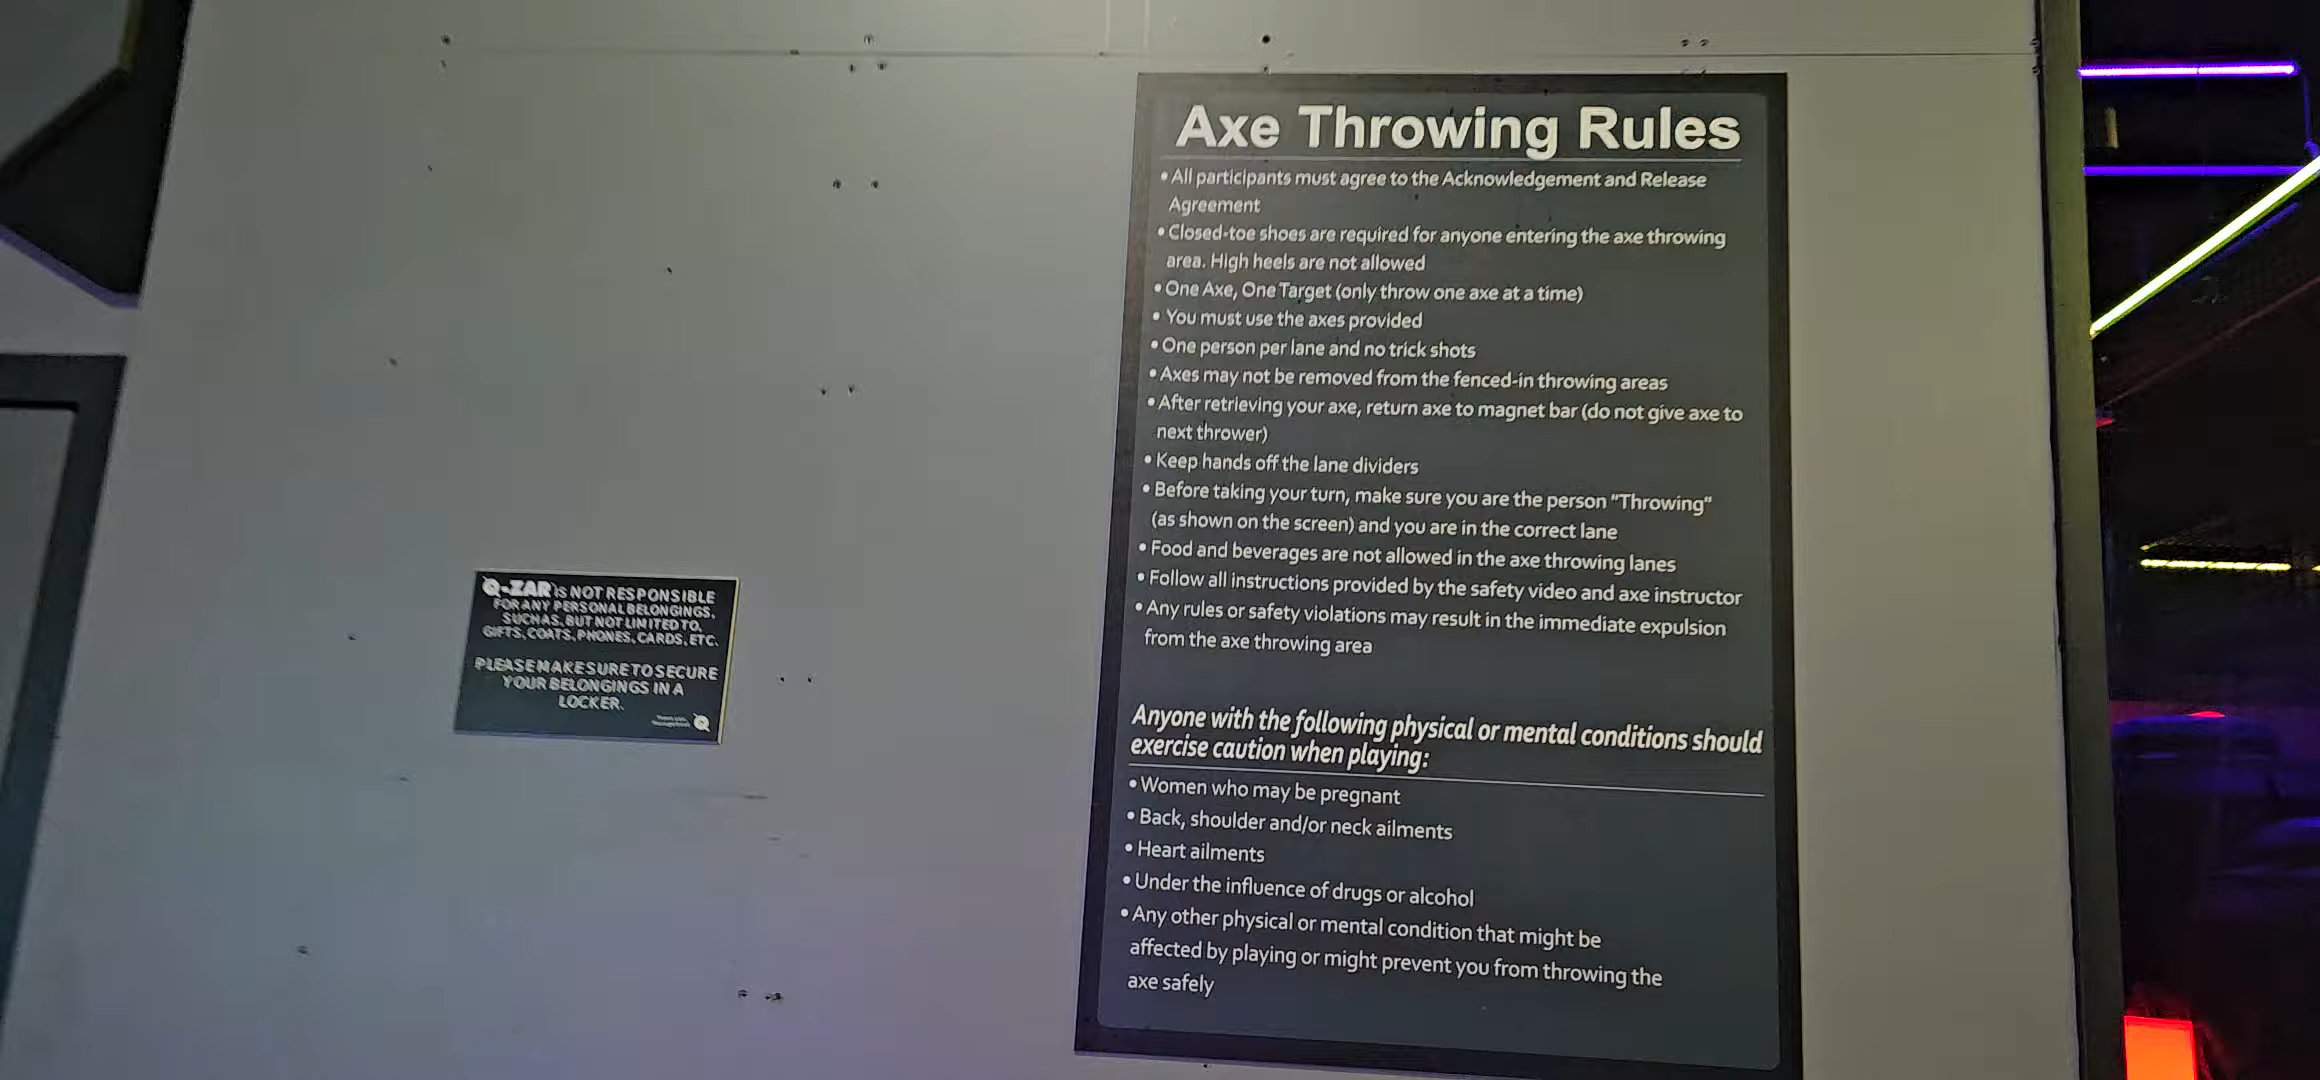 Q-ZAR IS NOT RESPONSIBLE
FOR ANY PERSONAL BELONGINGS,
SUCH AS, BUT NOT LIMITED TO,
GIFTS, COATS, PHONES, CARDS, ETC.
PLEASE MAKE SURE TO SECURE
YOUR BELONGINGS IN A
LOCKER.
Axe Throwing Rules
• All participants must agree to the Acknowledgement and Release
Agreement
• Closed-toe shoes are required for anyone entering the axe throwing
area. High heels are not allowed
• One Axe, One Target (only throw one axe at a time)
• You must use the axes provided
• One person per lane and no trick shots
• Axes may not be removed from the fenced-in throwing areas
• After retrieving your axe, return axe to magnet bar (do not give axe to
next thrower)
• Keep hands off the lane dividers
• Before taking your turn, make sure you are the person "Throwing"
(as shown on the screen) and you are in the correct lane
• Food and beverages are not allowed in the axe throwing lanes
• Follow all instructions provided by the safety video and axe instructor
• Any rules or safety violations may result in the immediate expulsion
from the axe throwing area
Anyone with the following physical or mental conditions should
exercise caution when playing:
• Women who may be pregnant
• Back, shoulder and/or neck ailments
• Heart ailments
• Under the influence of drugs or alcohol
• Any other physical or mental condition that might be
affected by playing or might prevent you from throwing the
axe safely